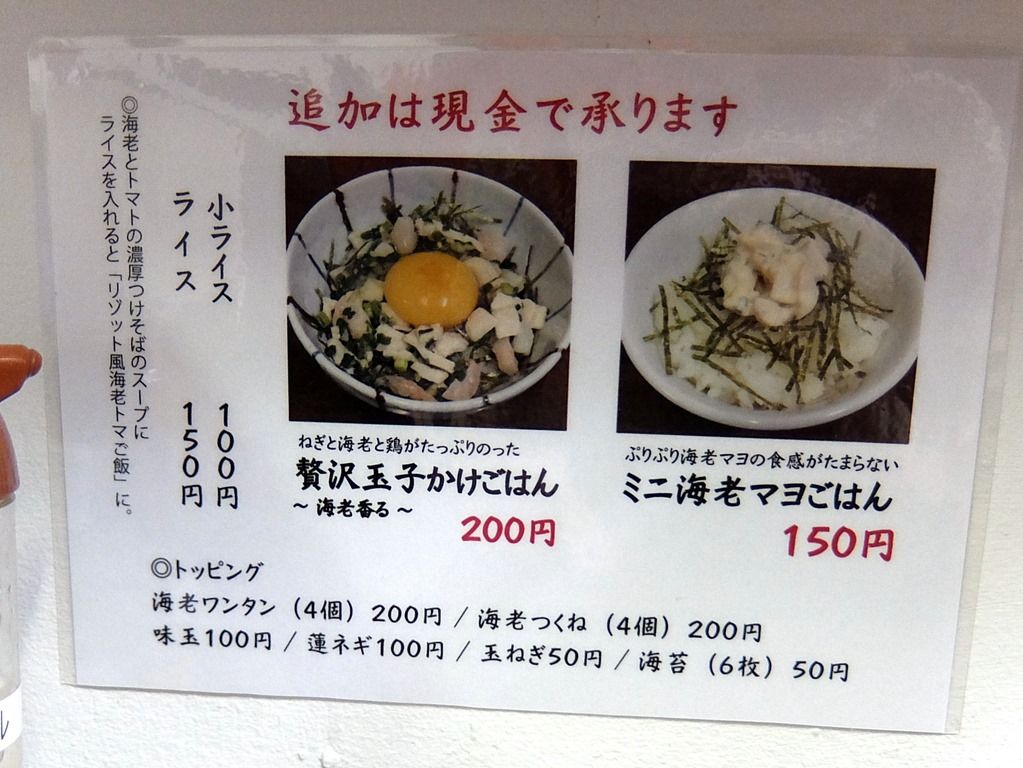 追加は現金で承ります
◎海老とトマトの濃厚つけそばのスープに
ライスを入れると「リゾット風海老トマご飯」に。
小ライス 100円
ライス 150円
ねぎと海老と鶏がたっぷりのった
贅沢玉子かけごはん
～海老香る～
200円
ぷりぷり海老マヨの食感がたまらない
ミニ海老マヨごはん
150円
◎トッピング
海老ワンタン（4個）200円 / 海老つくね（4個）200円
味玉100円 / 蓮ネギ100円 / 玉ねぎ50円 / 海苔（6枚）50円